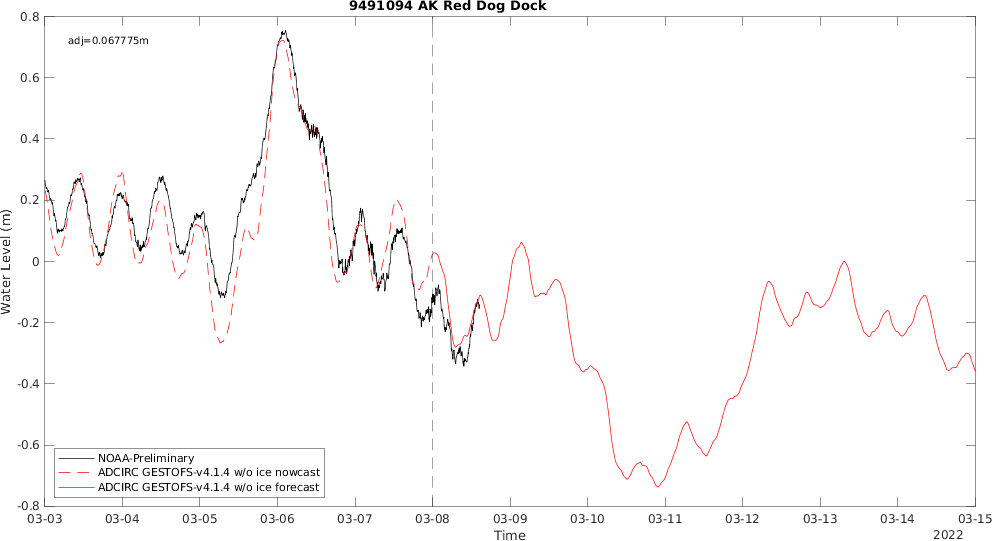 9491094 AK Red Dog Dock
adj=0.067775m
0.8
0.6
0.4
0.2
0
-0.2
-0.4
-0.6
-0.8
Water Level (m)
NOAA-Preliminary
ADCIRC GESTOFS-v4.1.4 w/o ice nowcast
ADCIRC GESTOFS-v4.1.4 w/o ice forecast
03-03 03-04 03-05 03-06 03-07 03-08 03-09 03-10 03-11 03-12 03-13 03-14 03-15
Time
2022